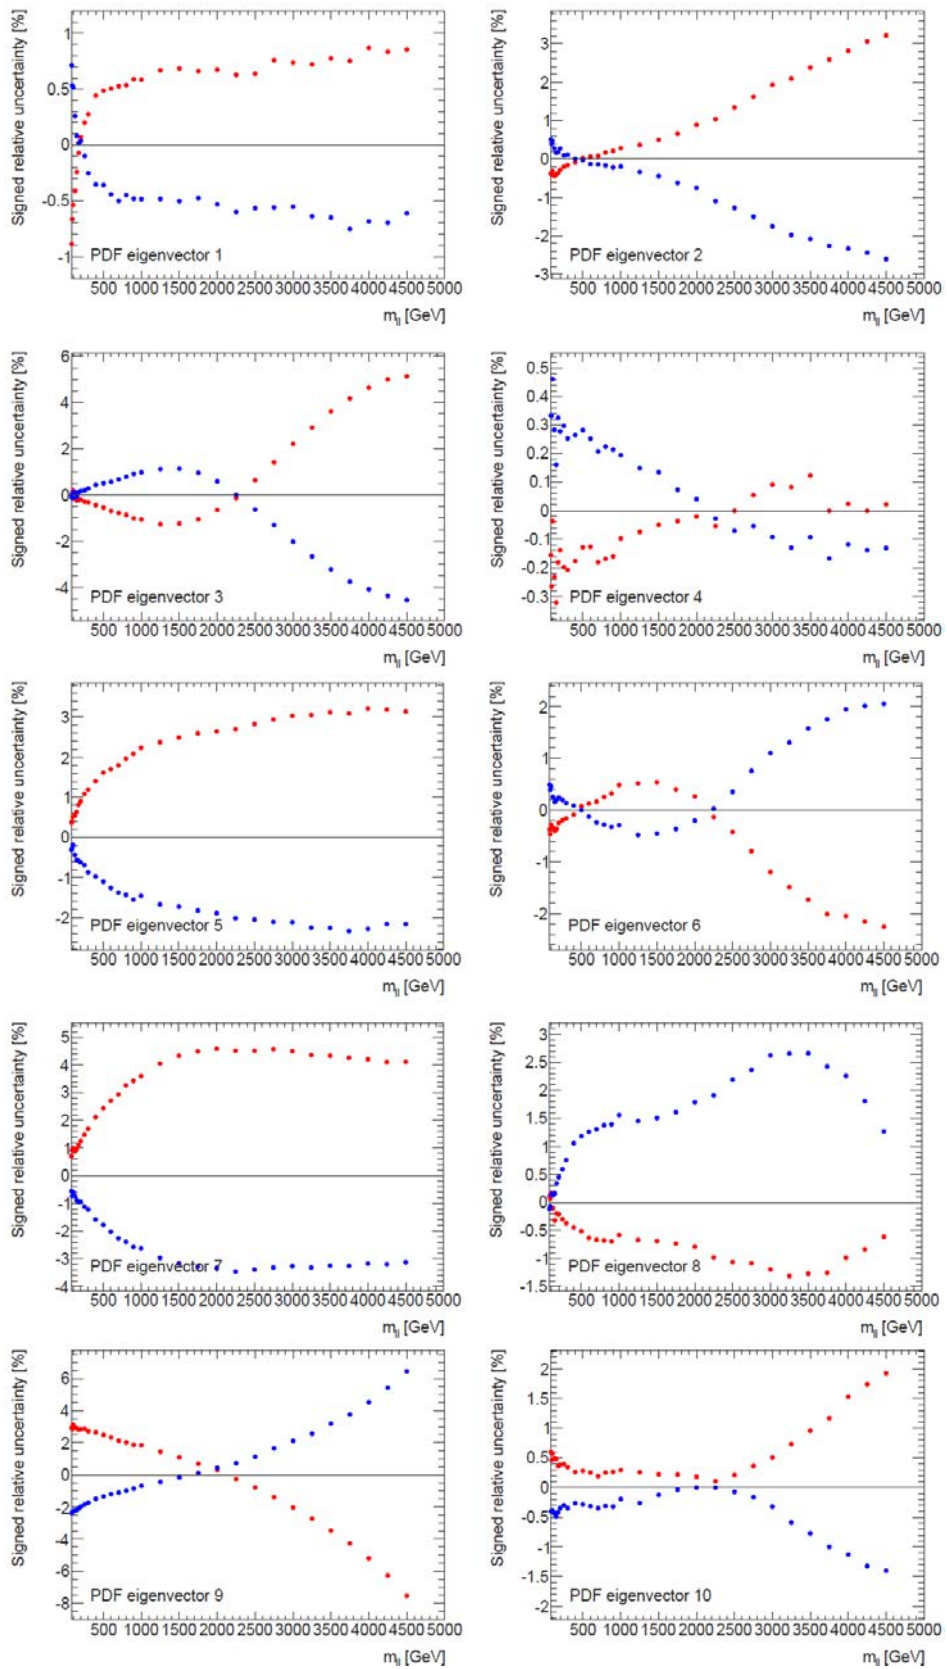 Signed relative uncertainty [%]
1
0.5
0
-0.5
-1
PDF eigenvector 1
500 1000 1500 2000 2500 3000 3500 4000 4500 5000
m_ll [GeV]
Signed relative uncertainty [%]
3
2
1
0
-1
-2
-3
PDF eigenvector 2
500 1000 1500 2000 2500 3000 3500 4000 4500 5000
m_ll [GeV]
Signed relative uncertainty [%]
6
4
2
0
-2
-4
PDF eigenvector 3
500 1000 1500 2000 2500 3000 3500 4000 4500 5000
m_ll [GeV]
Signed relative uncertainty [%]
0.5
0.4
0.3
0.2
0.1
0
-0.1
-0.2
-0.3
PDF eigenvector 4
500 1000 1500 2000 2500 3000 3500 4000 4500 5000
m_ll [GeV]
Signed relative uncertainty [%]
3
2
1
0
-1
-2
PDF eigenvector 5
500 1000 1500 2000 2500 3000 3500 4000 4500 5000
m_ll [GeV]
Signed relative uncertainty [%]
2
1
0
-1
-2
PDF eigenvector 6
500 1000 1500 2000 2500 3000 3500 4000 4500 5000
m_ll [GeV]
Signed relative uncertainty [%]
5
4
3
2
1
0
-1
-2
-3
-4
PDF eigenvector 7
500 1000 1500 2000 2500 3000 3500 4000 4500 5000
m_ll [GeV]
Signed relative uncertainty [%]
3
2.5
2
1.5
1
0.5
0
-0.5
-1
-1.5
PDF eigenvector 8
500 1000 1500 2000 2500 3000 3500 4000 4500 5000
m_ll [GeV]
Signed relative uncertainty [%]
6
4
2
0
-2
-4
-6
-8
PDF eigenvector 9
500 1000 1500 2000 2500 3000 3500 4000 4500 5000
m_ll [GeV]
Signed relative uncertainty [%]
2
1.5
1
0.5
0
-0.5
-1
-1.5
-2
PDF eigenvector 10
500 1000 1500 2000 2500 3000 3500 4000 4500 5000
m_ll [GeV]